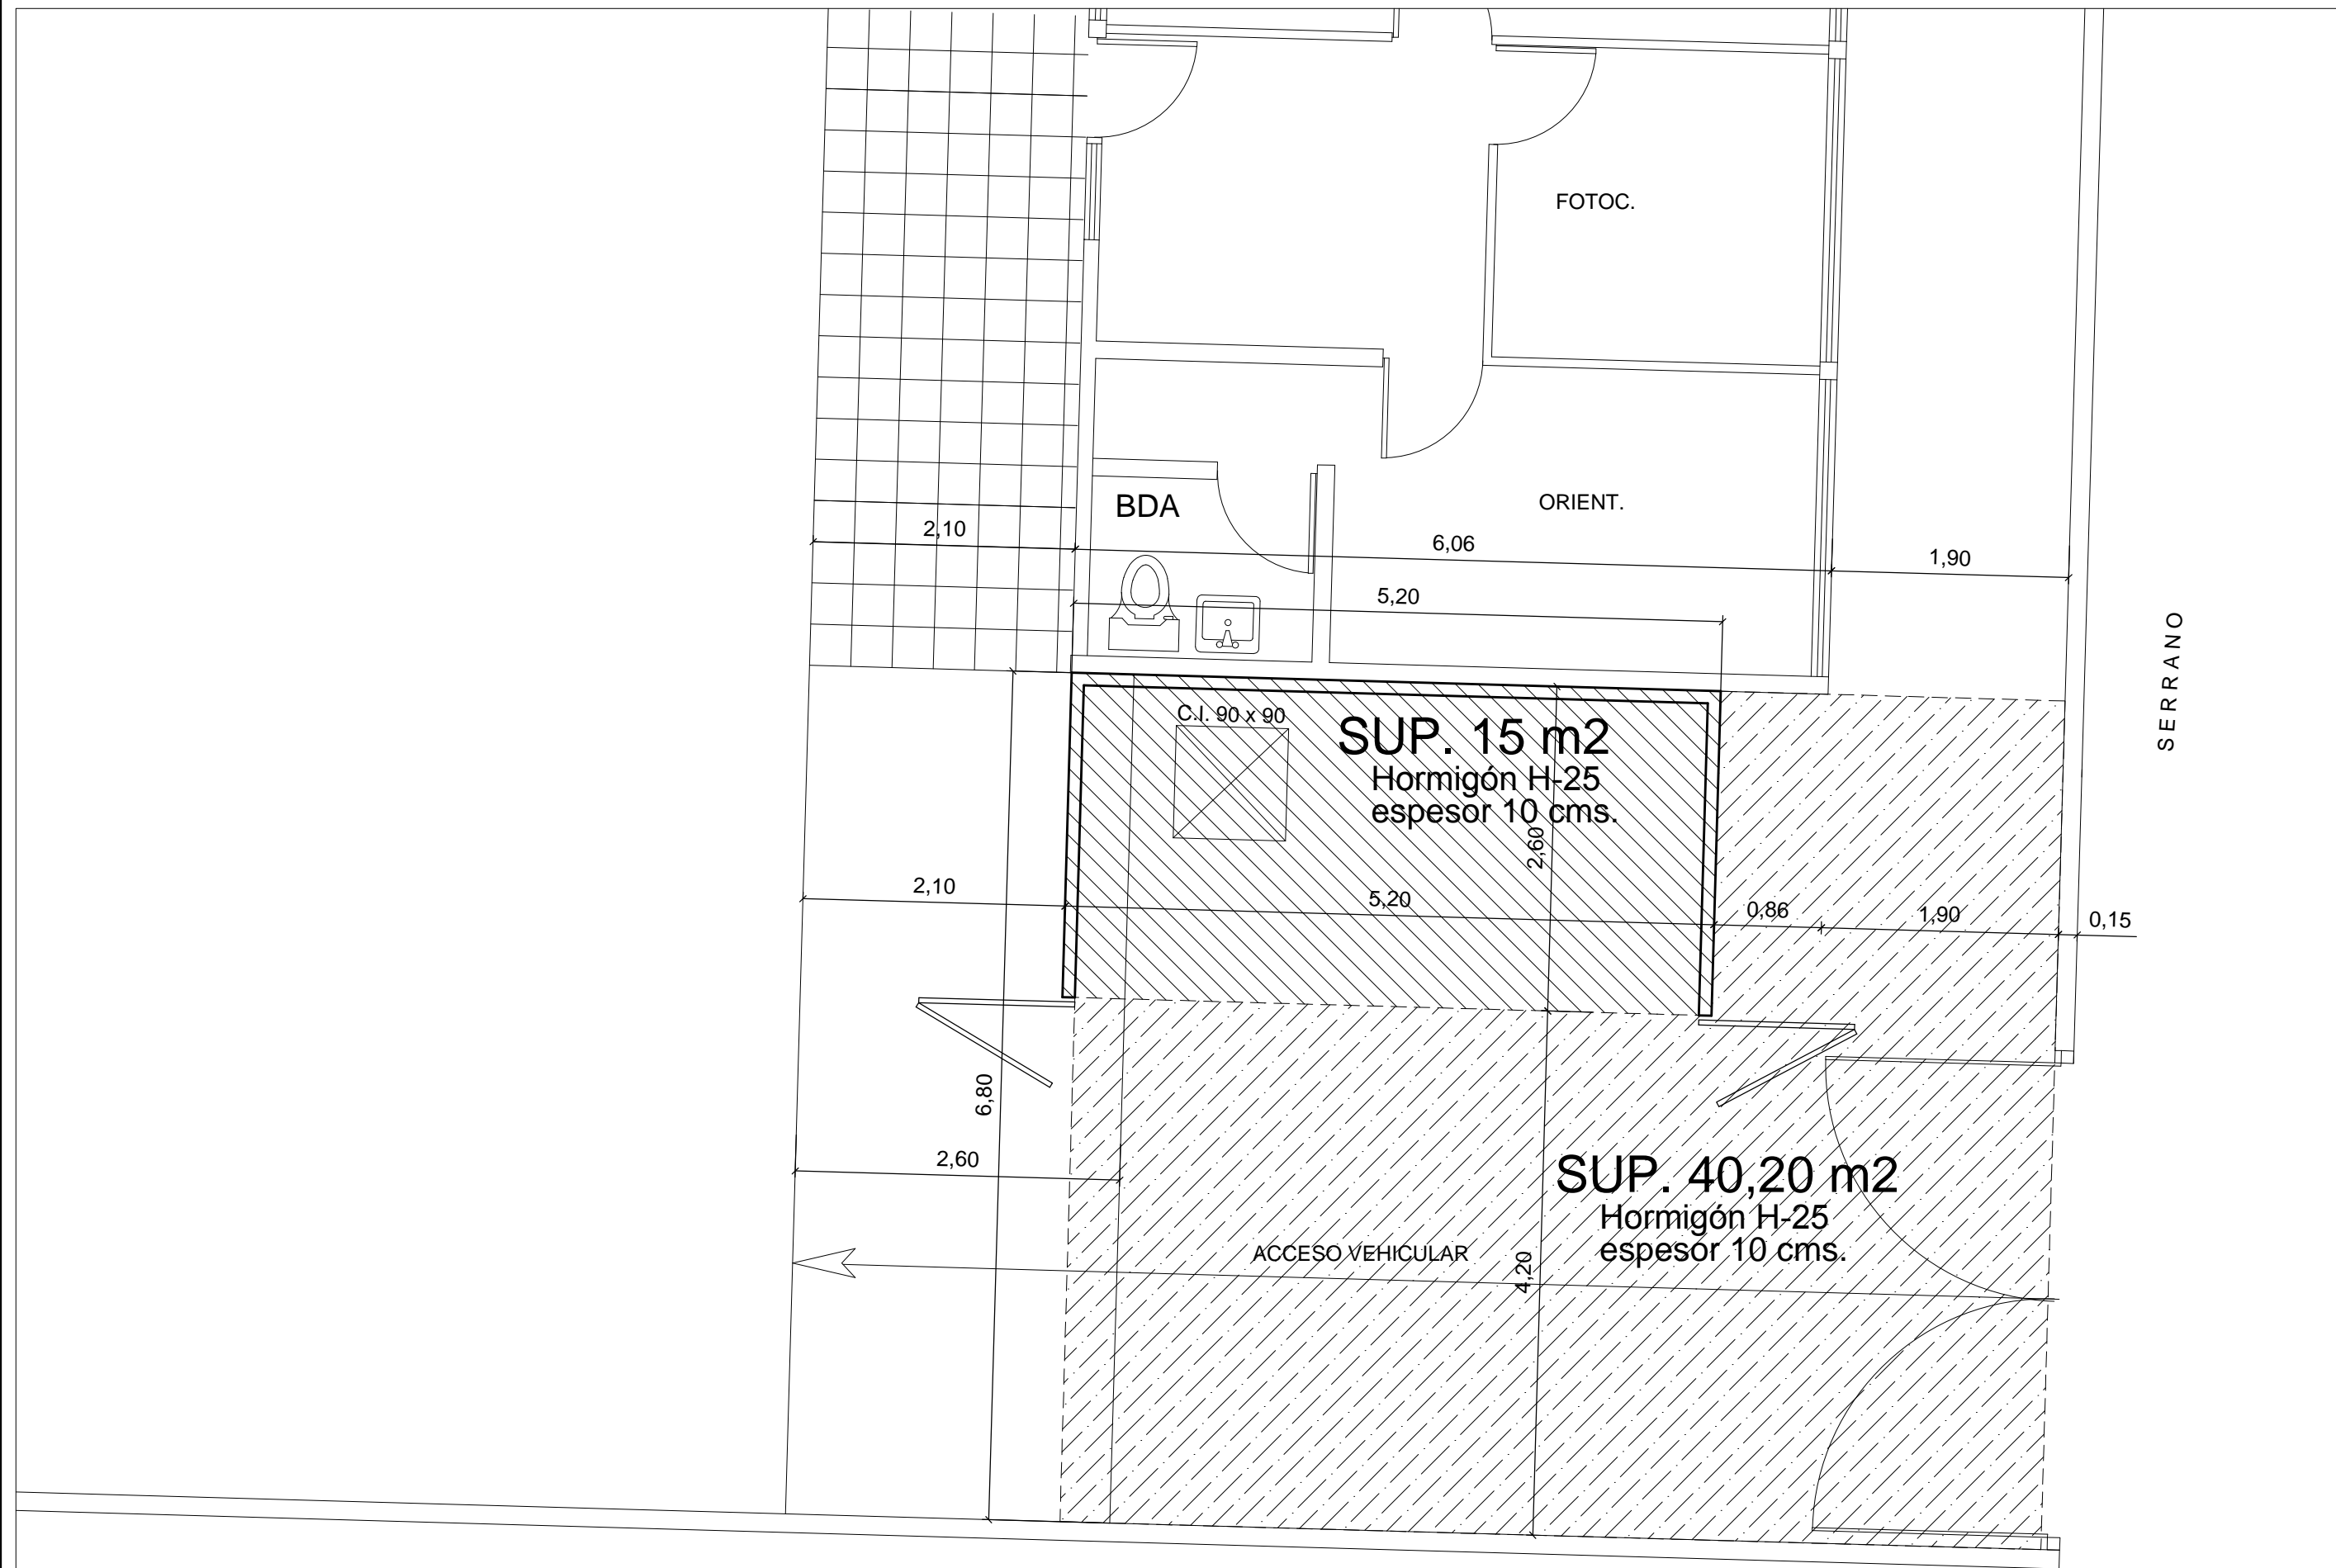 FOTOC.
BDA
ORIENT.
2,10
6,06
1,90
5,20
SERRANO
C.I. 90 x 90
SUP. 15 m2
Hormigón H-25
espesor 10 cms.
2,60
2,10
5,20
0,86
1,90
0,15
6,80
2,60
SUP. 40,20 m2
Hormigón H-25
espesor 10 cms.
ACCESO VEHICULAR
4,20